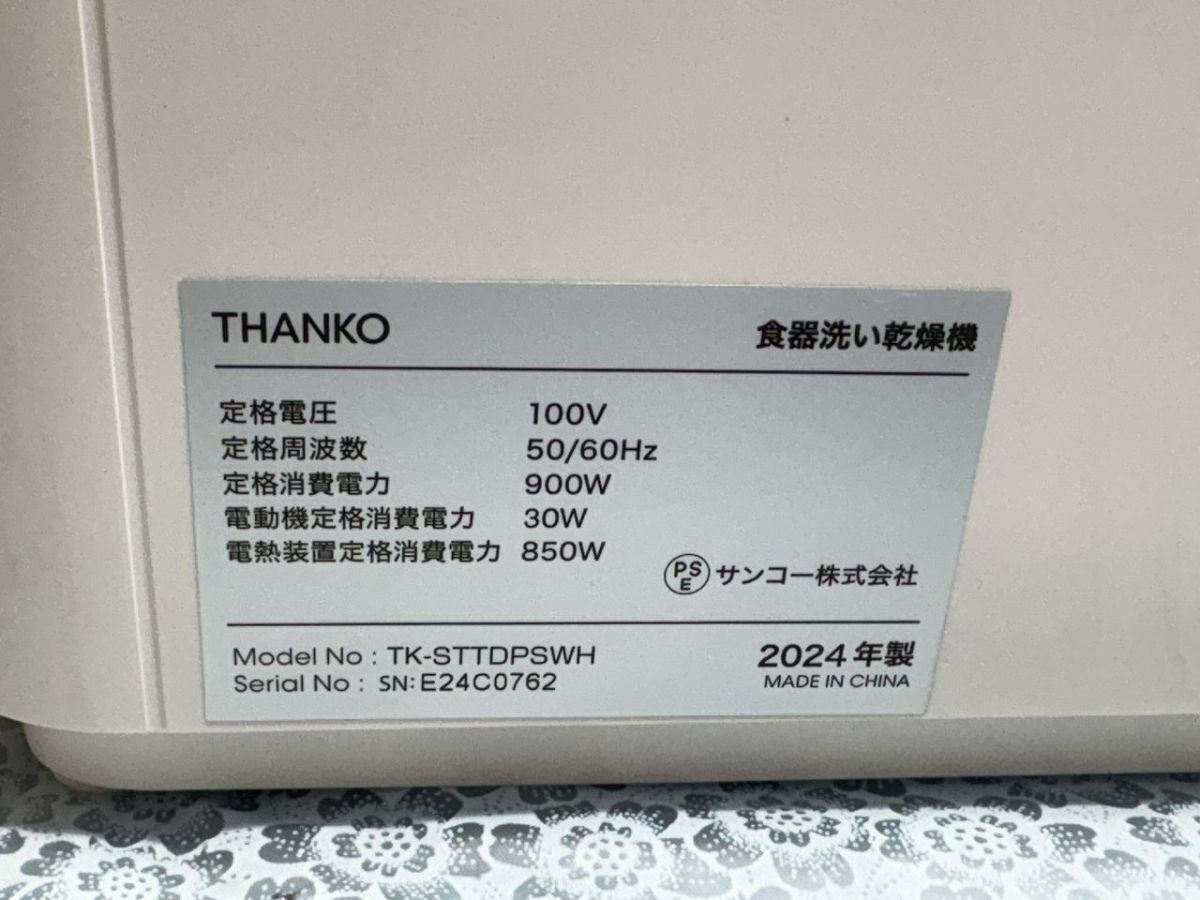 THANKO 食器洗い乾燥機
定格電圧 100V
定格周波数 50/60Hz
定格消費電力 900W
電動機定格消費電力 30W
電熱装置定格消費電力 850W
PSE サンコー株式会社
Model No : TK-STTDPSWH 2024年製
Serial No : SN: E24C0762 MADE IN CHINA